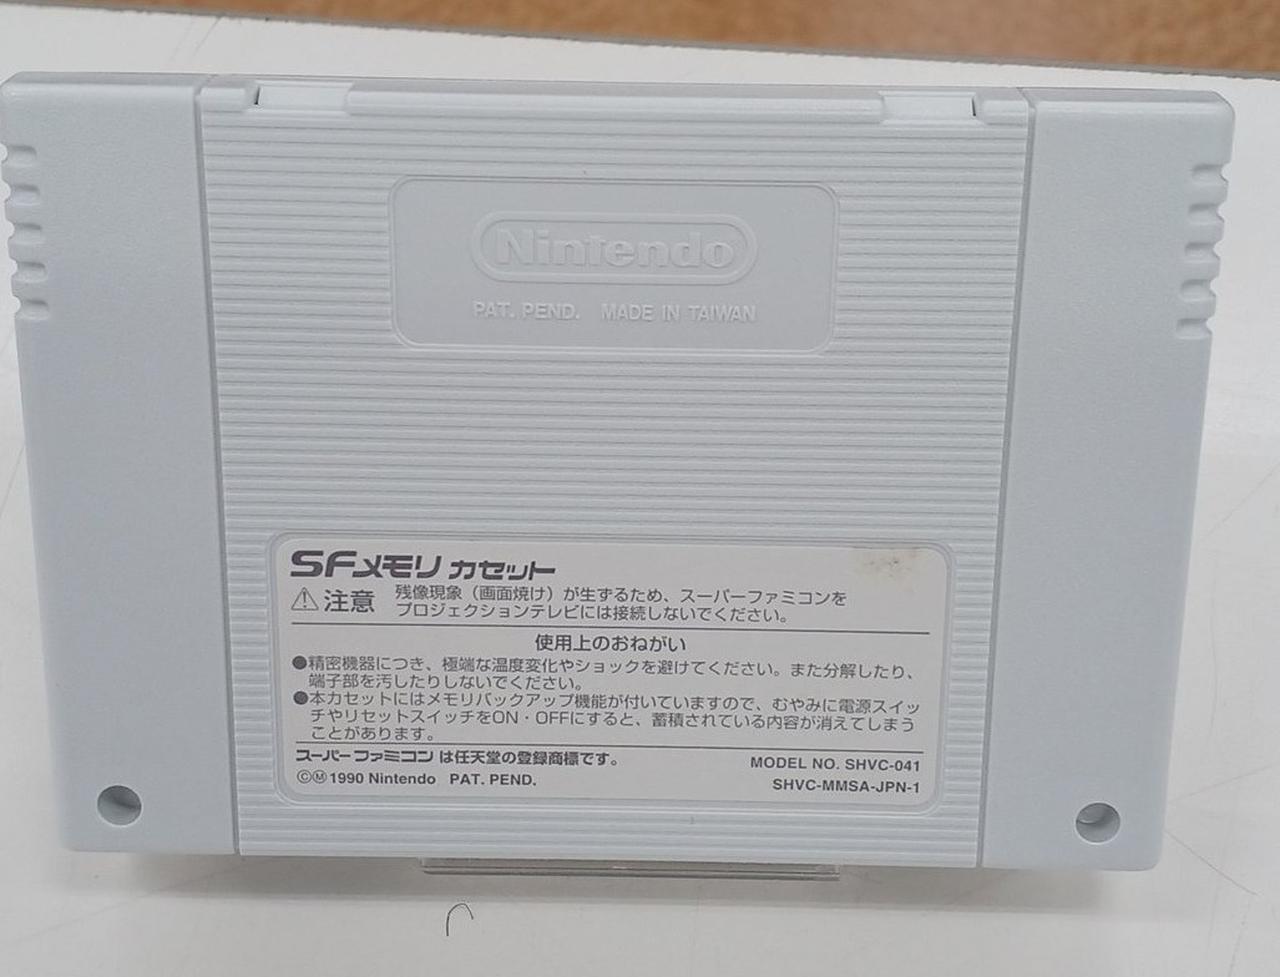 Nintendo
PAT. PEND. MADE IN TAIWAN
SFメモリ カセット
⚠注意 残像現象（画面焼け）が生ずるため、スーパーファミコンを
プロジェクションテレビには接続しないでください。
使用上のおねがい
●精密機器につき、極端な温度変化やショックを避けてください。また分解したり、
端子部を汚したりしないでください。
●本カセットにはメモリバックアップ機能が付いていますので、むやみに電源スイッ
チやリセットスイッチをON・OFFにすると、蓄積されている内容が消えてしまう
ことがあります。
スーパーファミコン は任天堂の登録商標です。
ⒸⓂ1990 Nintendo PAT. PEND.
MODEL NO. SHVC-041
SHVC-MMSA-JPN-1